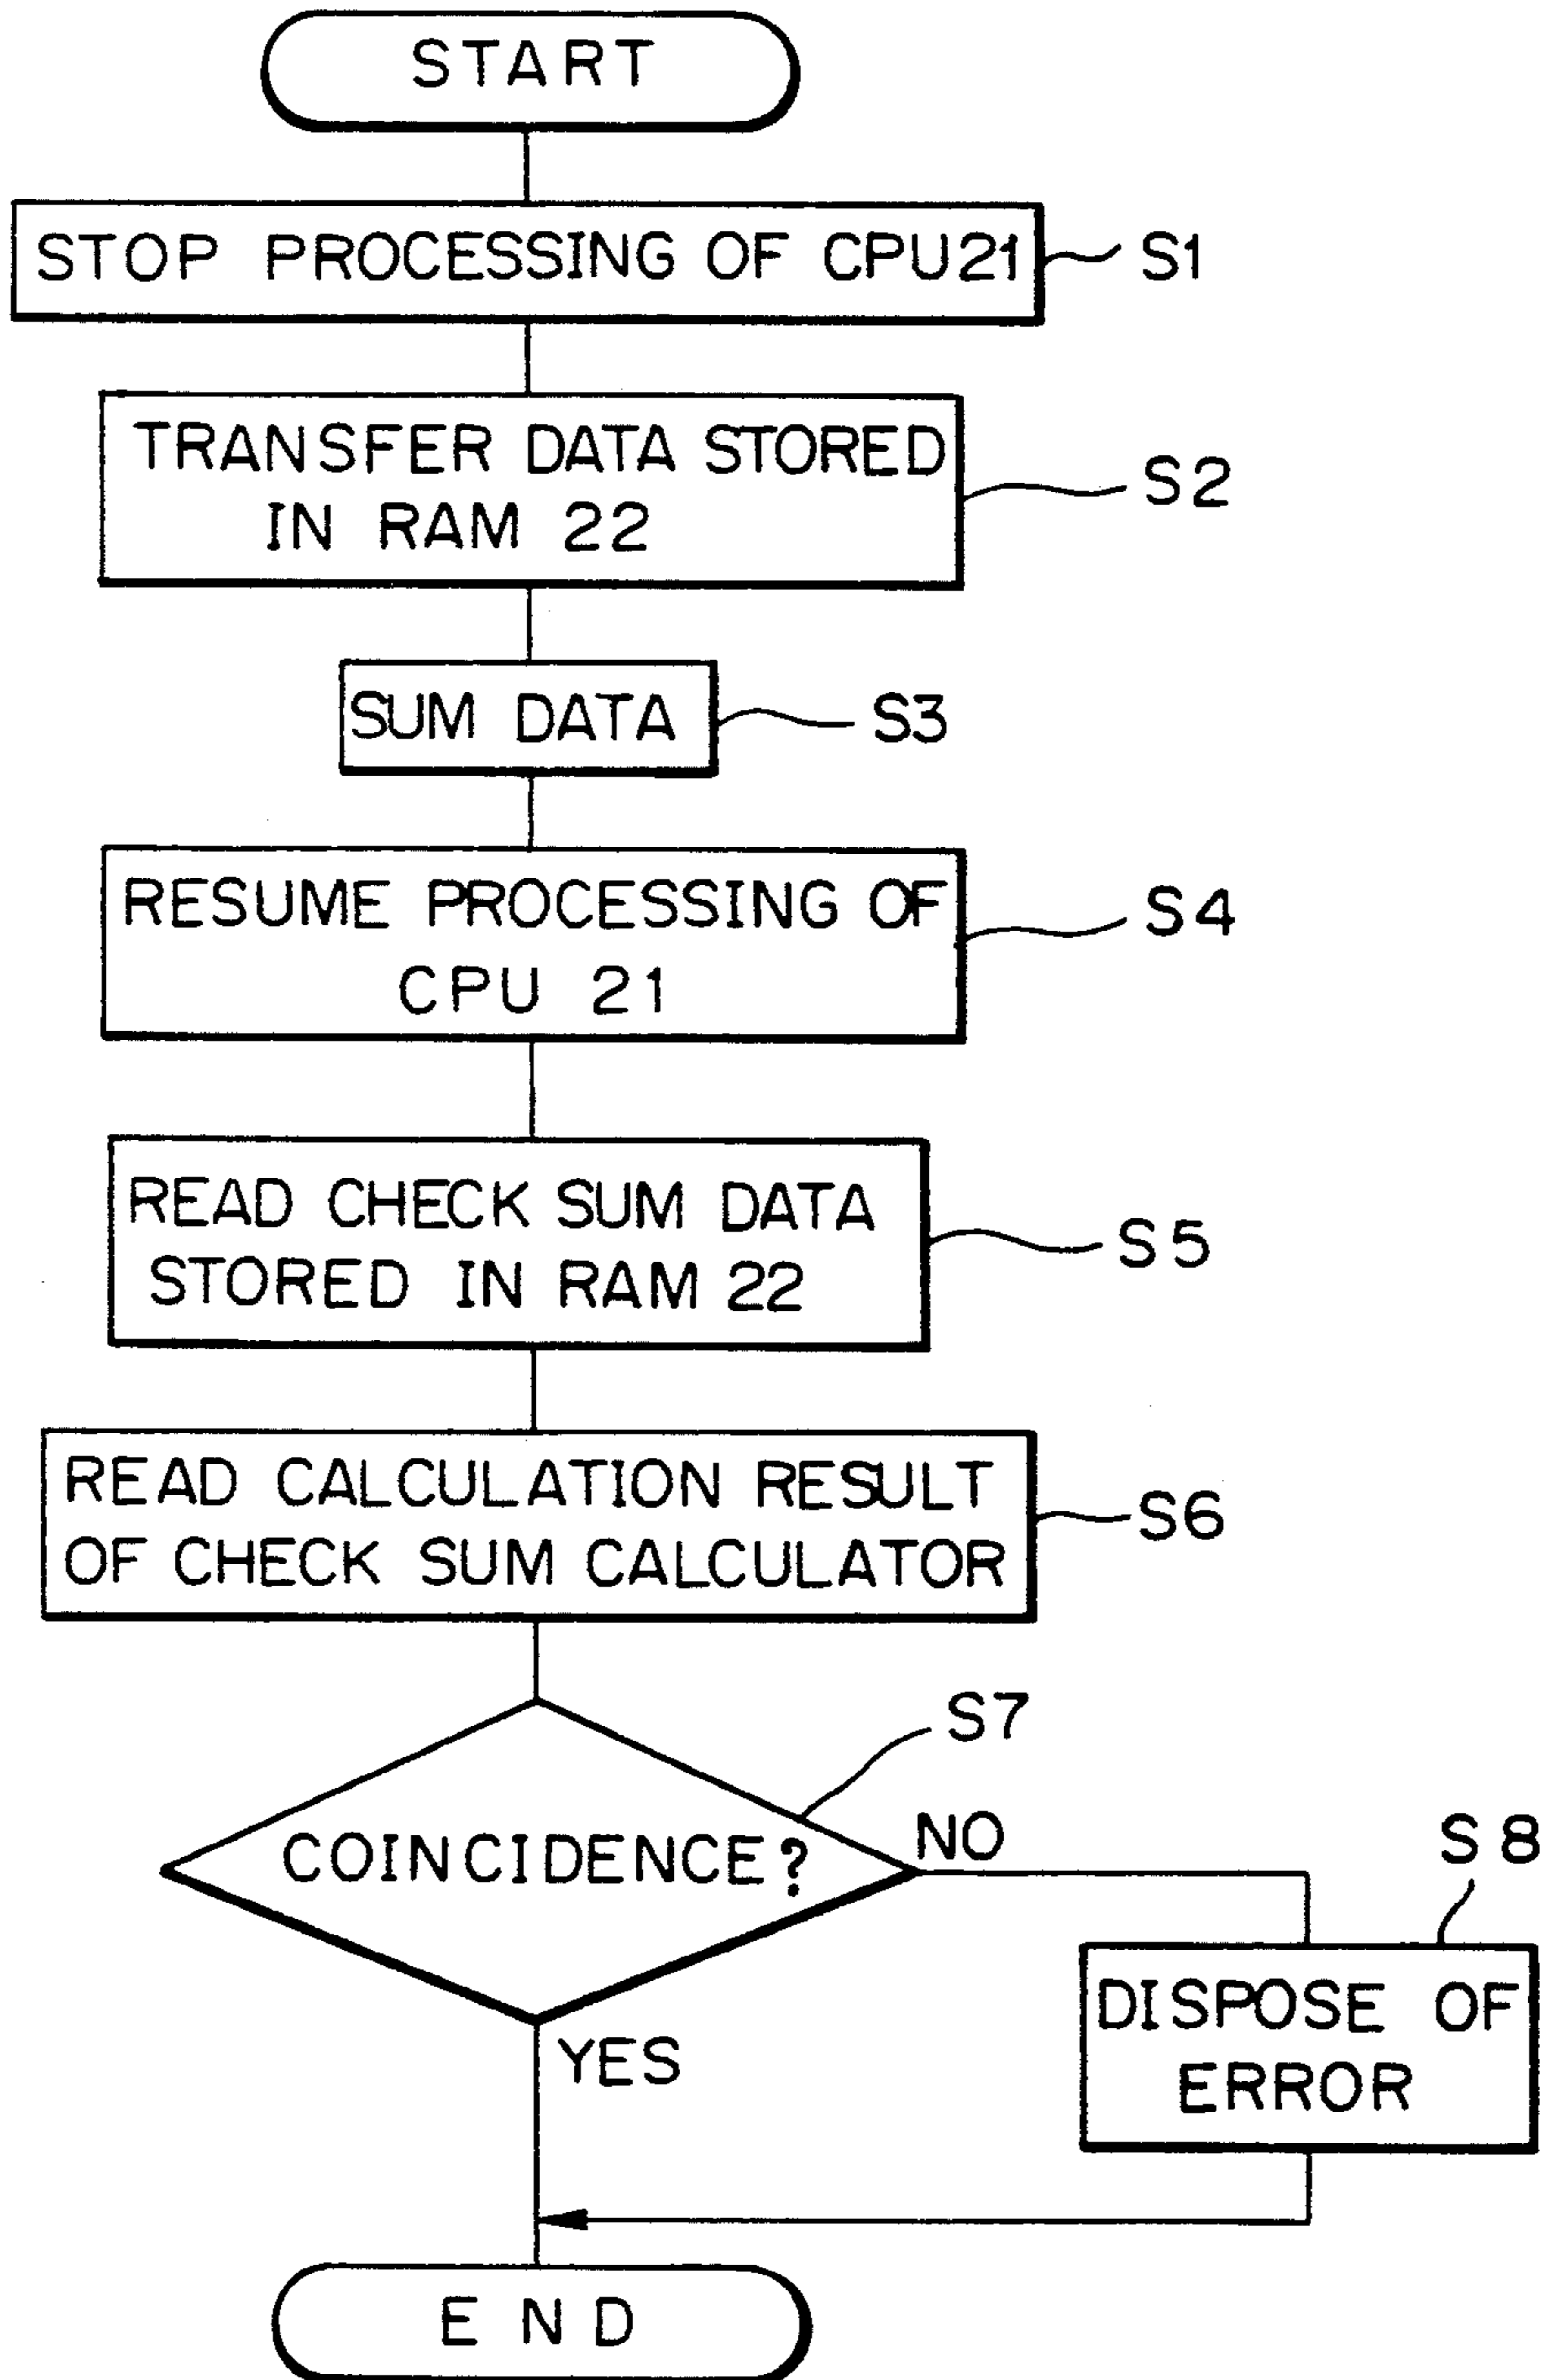 START
STOP PROCESSING OF CPU21
S1
TRANSFER DATA STORED
IN RAM 22
S2
SUM DATA
S3
RESUME PROCESSING OF
CPU 21
S4
READ CHECK SUM DATA
STORED IN RAM 22
S5
READ CALCULATION RESULT
OF CHECK SUM CALCULATOR
S6
S7
COINCIDENCE?
NO
S8
DISPOSE OF
ERROR
YES
END